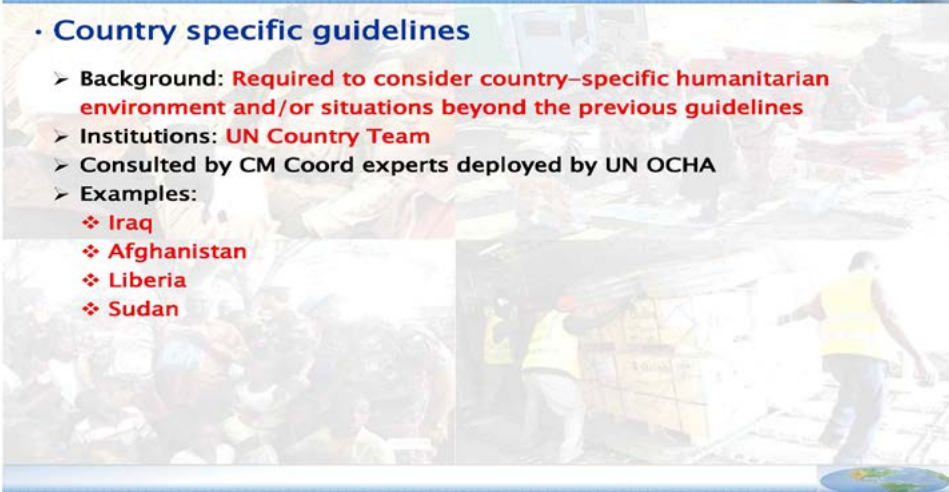 • Country specific guidelines
➢ Background: Required to consider country–specific humanitarian
environment and/or situations beyond the previous guidelines
➢ Institutions: UN Country Team
➢ Consulted by CM Coord experts deployed by UN OCHA
➢ Examples:
❖ Iraq
❖ Afghanistan
❖ Liberia
❖ Sudan